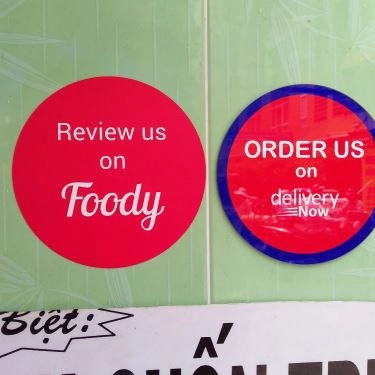 Review us
on
Foody
ORDER US
on
delivery
Now
Biệt: